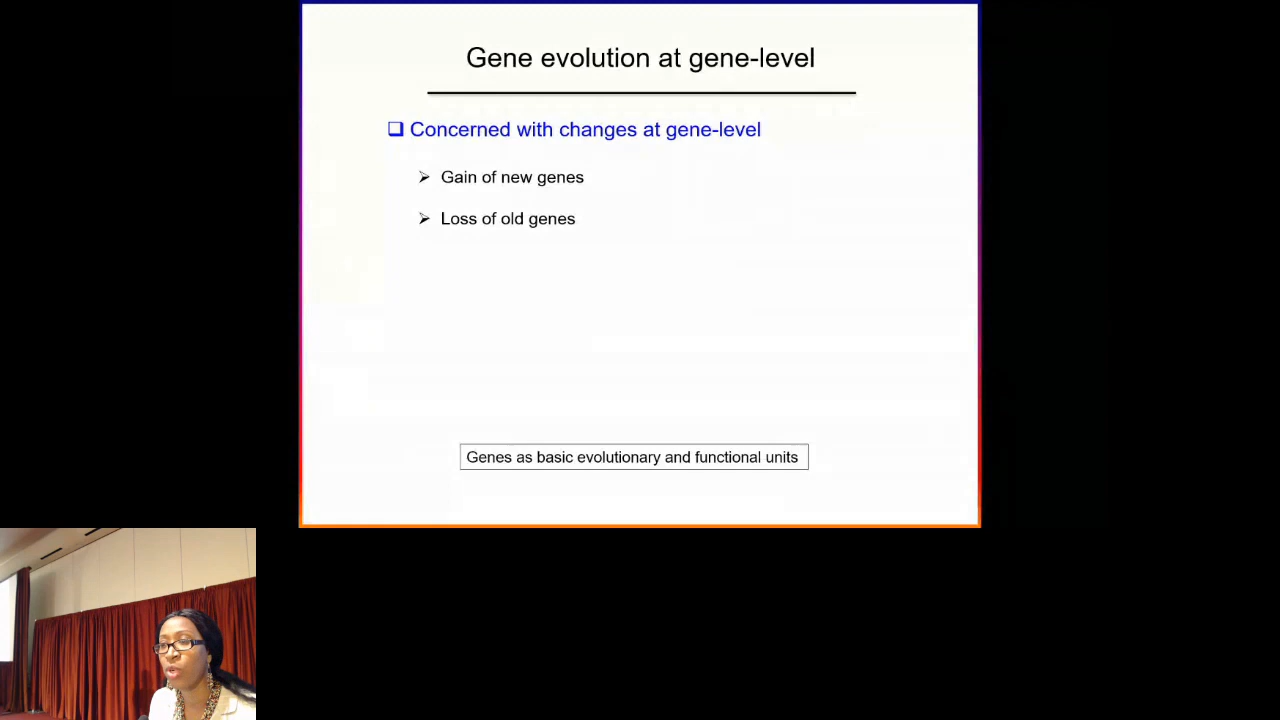 Gene evolution at gene-level
Concerned with changes at gene-level
Gain of new genes
Loss of old genes
Genes as basic evolutionary and functional units